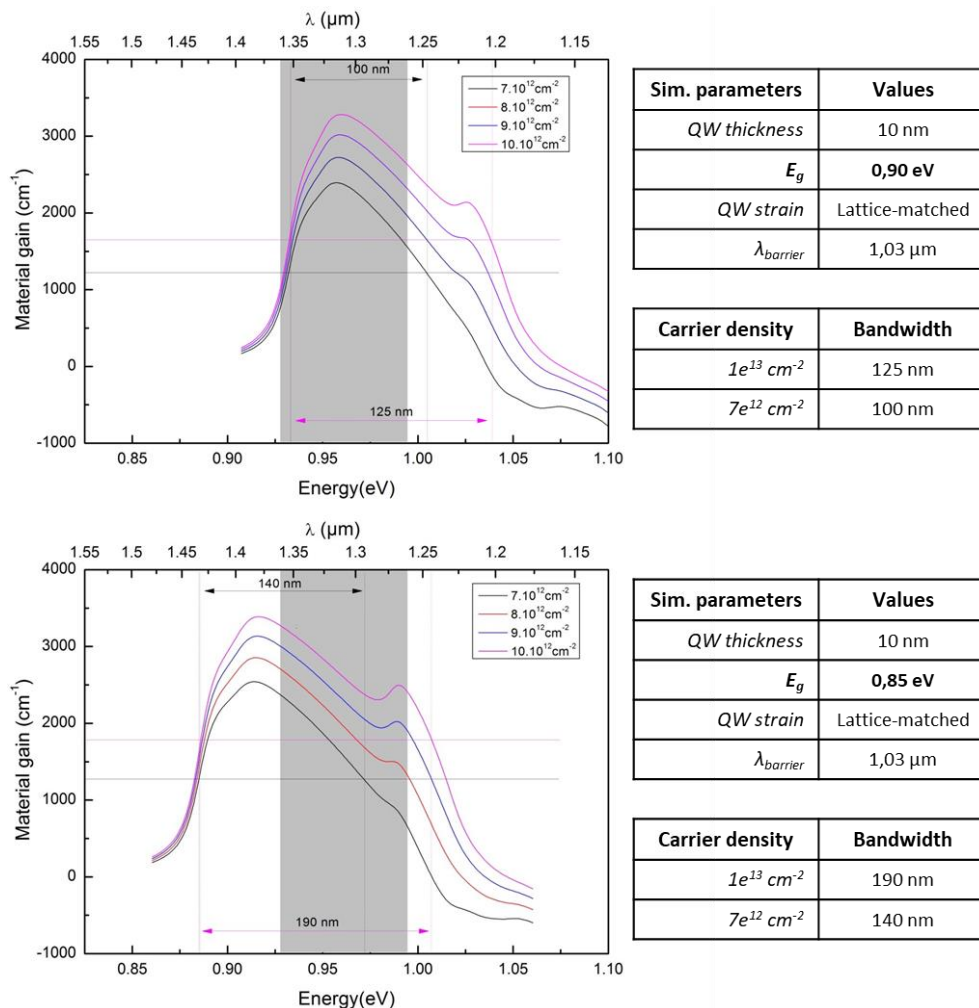 λ (µm)
1.55 1.5 1.45 1.4 1.35 1.3 1.25 1.2 1.15
100 nm
7.10¹²cm⁻²
8.10¹²cm⁻²
9.10¹²cm⁻²
10.10¹²cm⁻²
Material gain (cm⁻¹)
4000
3000
2000
1000
0
-1000
125 nm
0.85 0.90 0.95 1.00 1.05 1.10
Energy(eV)
Sim. parameters Values
QW thickness 10 nm
E_g 0,90 eV
QW strain Lattice-matched
λ_barrier 1,03 µm
Carrier density Bandwidth
1e¹³ cm⁻² 125 nm
7e¹² cm⁻² 100 nm
λ (µm)
1.55 1.5 1.45 1.4 1.35 1.3 1.25 1.2 1.15
140 nm
7.10¹²cm⁻²
8.10¹²cm⁻²
9.10¹²cm⁻²
10.10¹²cm⁻²
Material gain (cm⁻¹)
4000
3000
2000
1000
0
-1000
190 nm
0.85 0.90 0.95 1.00 1.05 1.10
Energy(eV)
Sim. parameters Values
QW thickness 10 nm
E_g 0,85 eV
QW strain Lattice-matched
λ_barrier 1,03 µm
Carrier density Bandwidth
1e¹³ cm⁻² 190 nm
7e¹² cm⁻² 140 nm